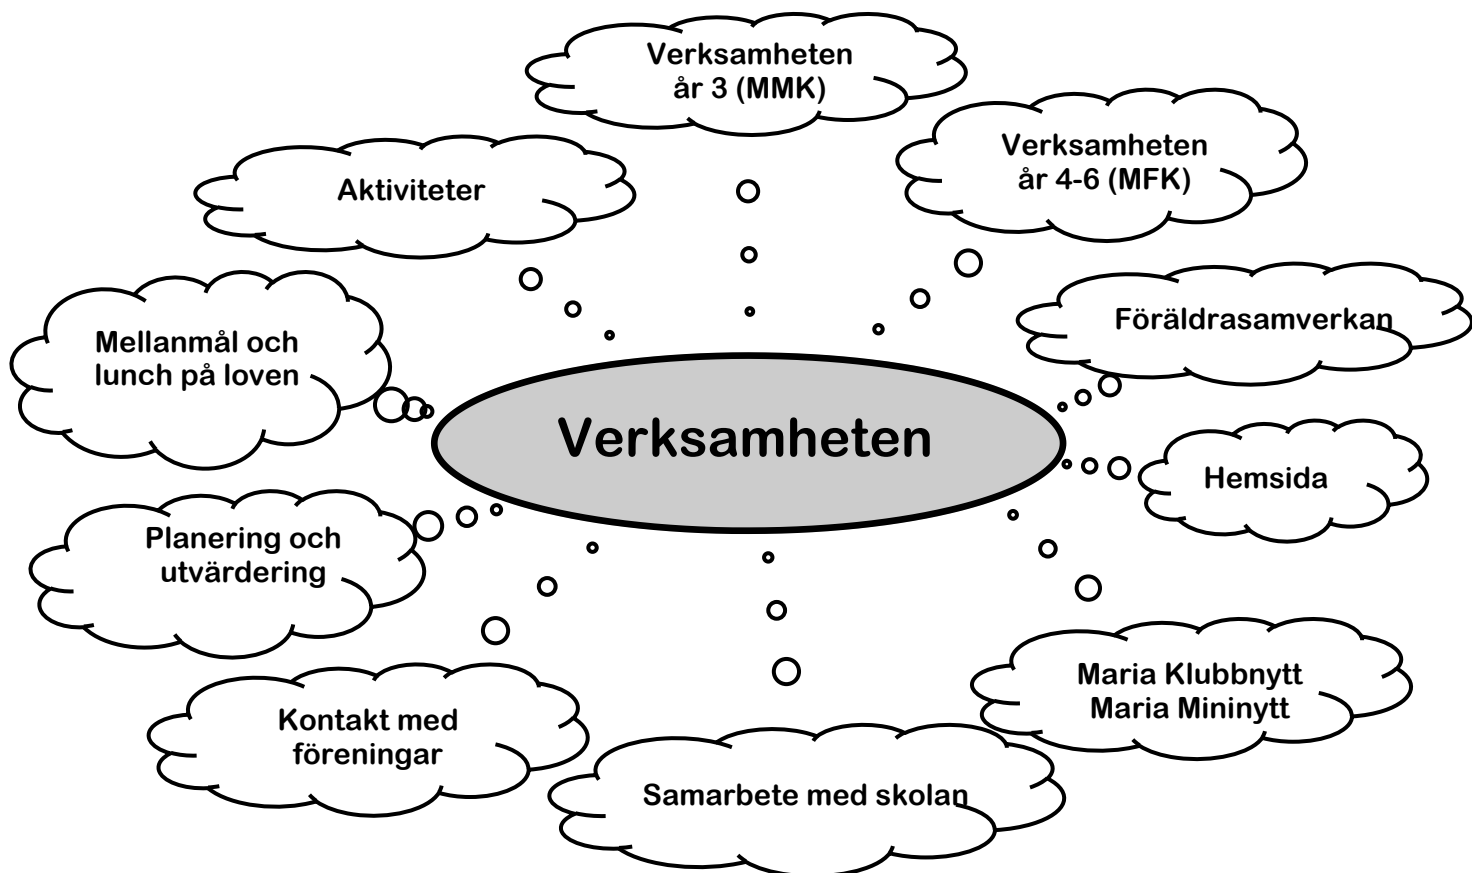 Verksamheten
år 3 (MMK)
Verksamheten
år 4-6 (MFK)
Aktiviteter
Föräldrasamverkan
Mellanmål och
lunch på loven
Verksamheten
Hemsida
Planering och
utvärdering
Maria Klubbnytt
Maria Mininytt
Kontakt med
föreningar
Samarbete med skolan